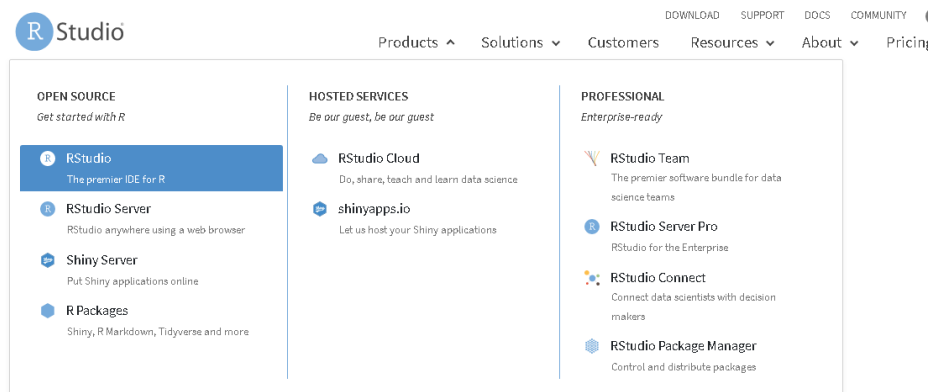 R Studio
DOWNLOAD SUPPORT DOCS COMMUNITY
Products Solutions Customers Resources About Pricing
OPEN SOURCE
Get started with R
R RStudio
The premier IDE for R
R RStudio Server
RStudio anywhere using a web browser
Shiny Server
Put Shiny applications online
R Packages
Shiny, R Markdown, Tidyverse and more
HOSTED SERVICES
Be our guest, be our guest
RStudio Cloud
Do, share, teach and learn data science
shinyapps.io
Let us host your Shiny applications
PROFESSIONAL
Enterprise-ready
RStudio Team
The premier software bundle for data
science teams
R RStudio Server Pro
RStudio for the Enterprise
RStudio Connect
Connect data scientists with decision
makers
RStudio Package Manager
Control and distribute packages